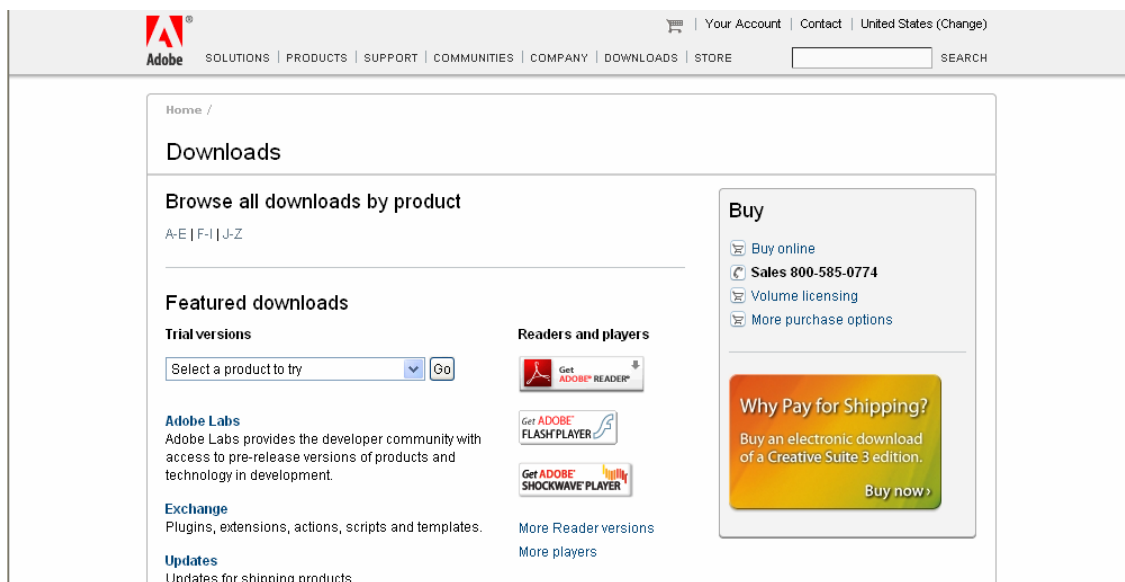 Your Account | Contact | United States (Change)
Adobe
SOLUTIONS | PRODUCTS | SUPPORT | COMMUNITIES | COMPANY | DOWNLOADS | STORE
SEARCH
Home /
Downloads
Browse all downloads by product
A-E | F-I | J-Z
Featured downloads
Trial versions
Select a product to try
Go
Adobe Labs
Adobe Labs provides the developer community with
access to pre-release versions of products and
technology in development.
Exchange
Plugins, extensions, actions, scripts and templates.
Updates
Updates for shipping products
Readers and players
Get
ADOBE® READER®
Get ADOBE®
FLASH® PLAYER
Get ADOBE®
SHOCKWAVE® PLAYER
More Reader versions
More players
Buy
Buy online
Sales 800-585-0774
Volume licensing
More purchase options
Why Pay for Shipping?
Buy an electronic download
of a Creative Suite 3 edition.
Buy now ›